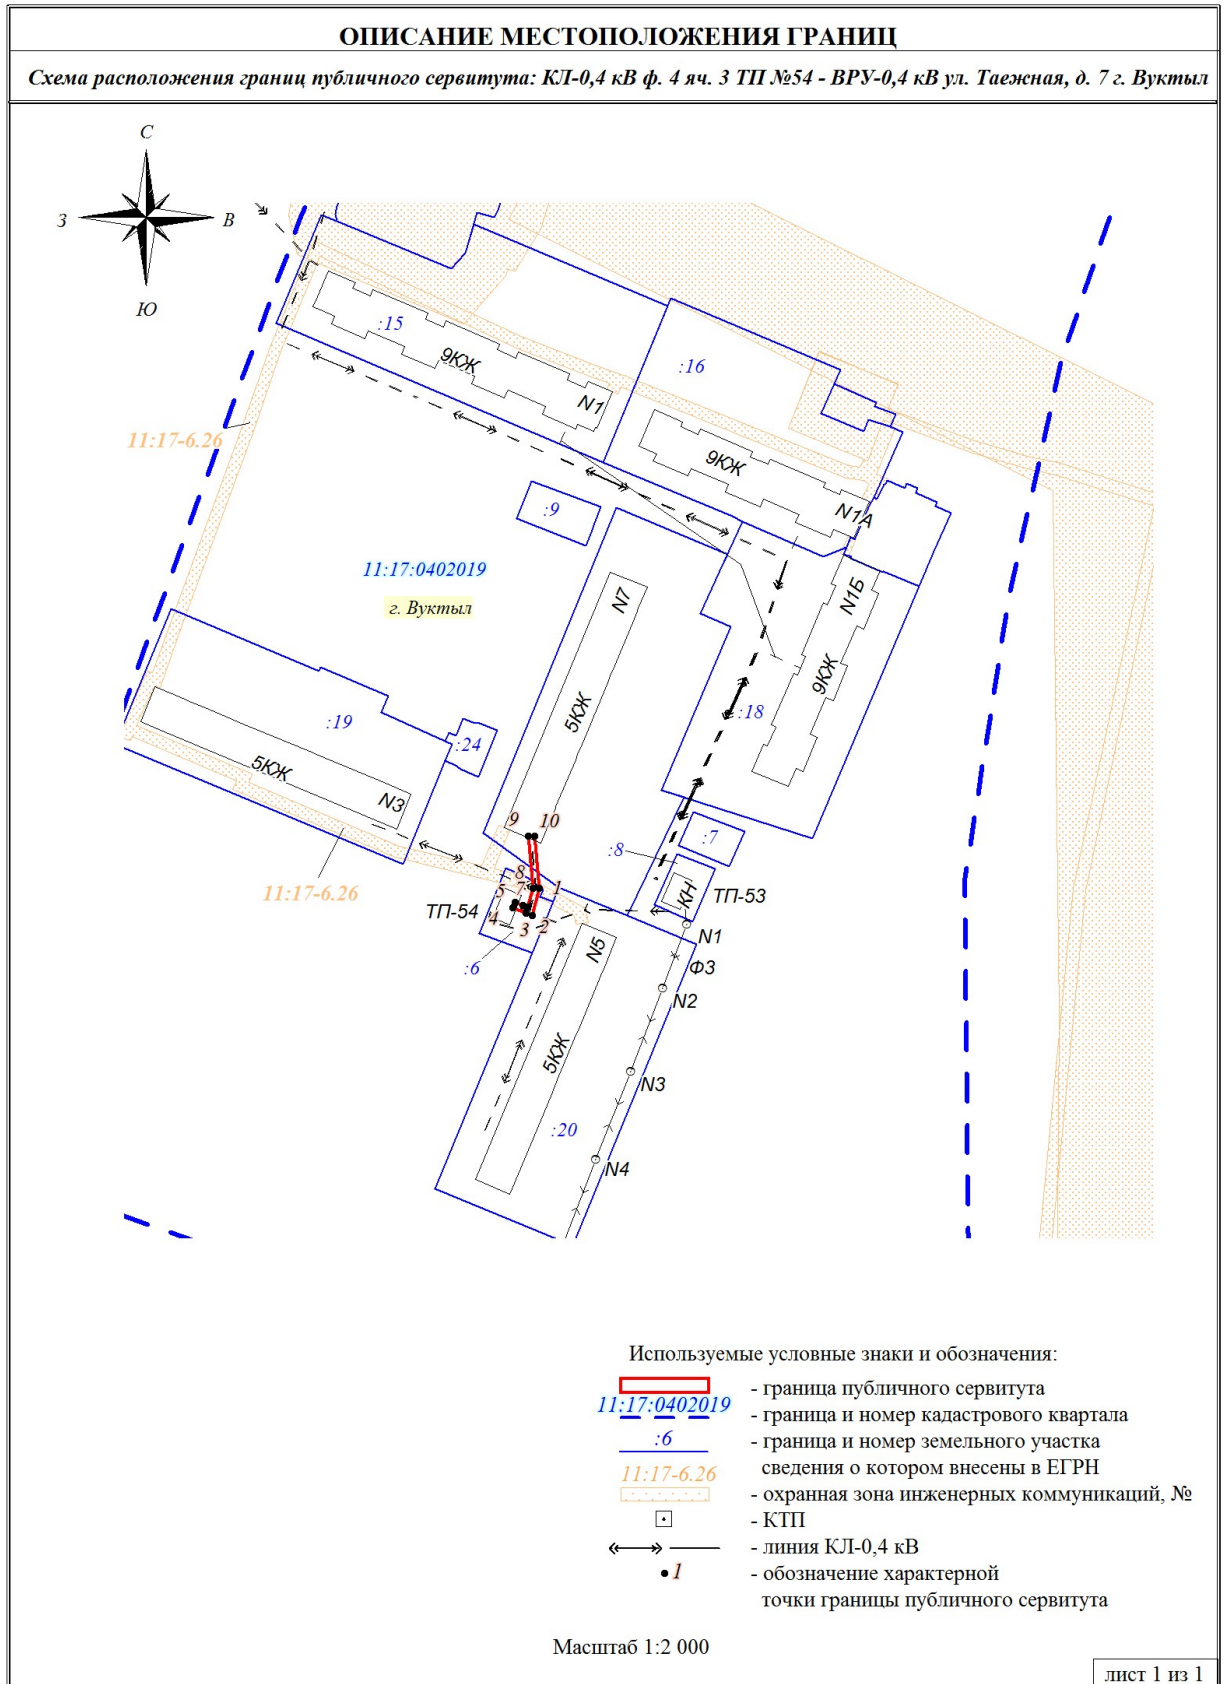 ОПИСАНИЕ МЕСТОПОЛОЖЕНИЯ ГРАНИЦ
Схема расположения границ публичного сервитута: КЛ-0,4 кВ ф. 4 яч. 3 ТП №54 - ВРУ-0,4 кВ ул. Таежная, д. 7 г. Вуктыл
С
З
В
Ю
:15
9КЖ
N1
:16
11:17-6.26
9КЖ
N1А
:9
11:17:0402019
г. Вуктыл
N7
N1Б
9КЖ
5КЖ
:18
:19
:24
5КЖ
N3
9
10
:7
:8
11:17-6.26
8
7
1
5
КН
ТП-53
ТП-54
4
3
2
N1
N5
:6
Ф3
N2
5КЖ
N3
:20
N4
Используемые условные знаки и обозначения:
- граница публичного сервитута
11:17:0402019
- граница и номер кадастрового квартала
:6
- граница и номер земельного участка
сведения о котором внесены в ЕГРН
11:17-6.26
- охранная зона инженерных коммуникаций, №
- КТП
- линия КЛ-0,4 кВ
1
- обозначение характерной
точки границы публичного сервитута
Масштаб 1:2 000
лист 1 из 1